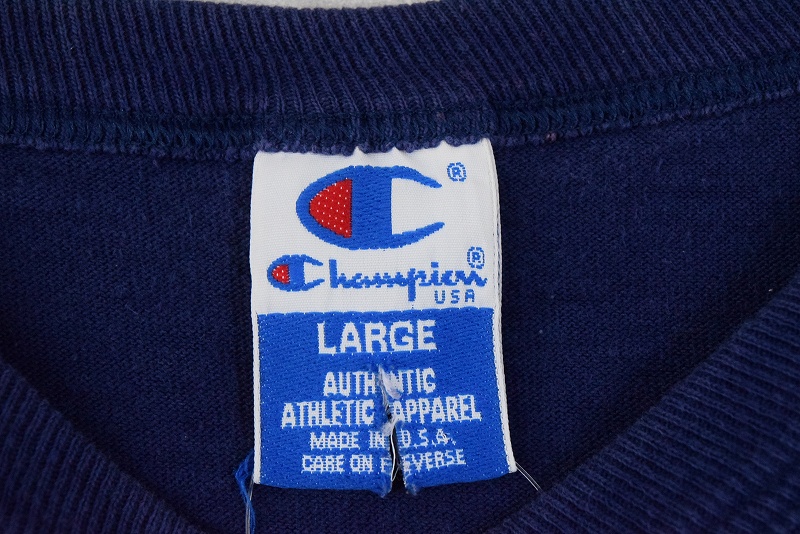 ®
Champion®
USA
LARGE
AUTHENTIC
ATHLETIC APPAREL
MADE IN U.S.A.
CARE ON REVERSE